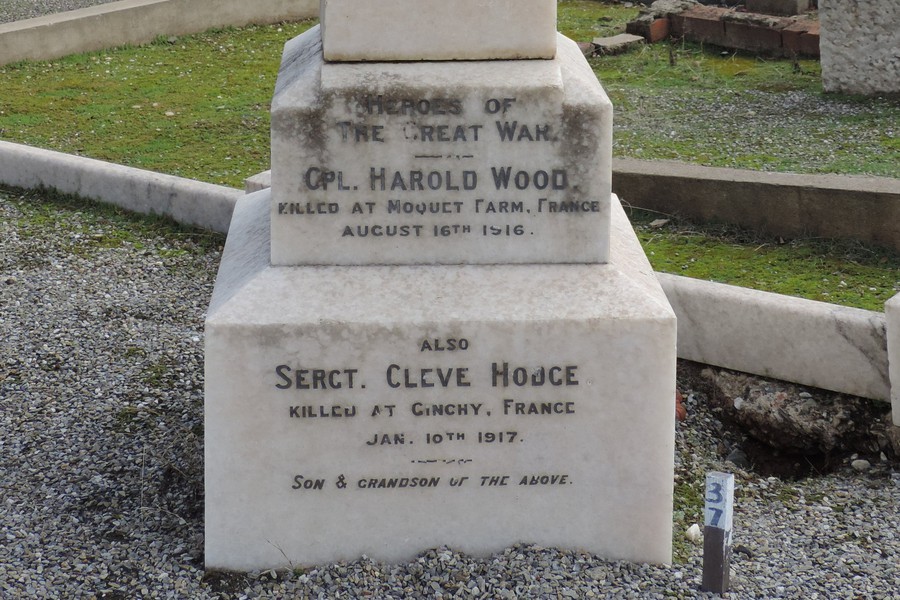 HEROES OF
THE GREAT WAR.
CPL. HAROLD WOOD.
KILLED AT MOQUET FARM, FRANCE
AUGUST 16TH 1916.
ALSO
SERGT. CLEVE HODGE
KILLED AT GINCHY, FRANCE
JAN. 10TH 1917.
SON & GRANDSON OF THE ABOVE.
37